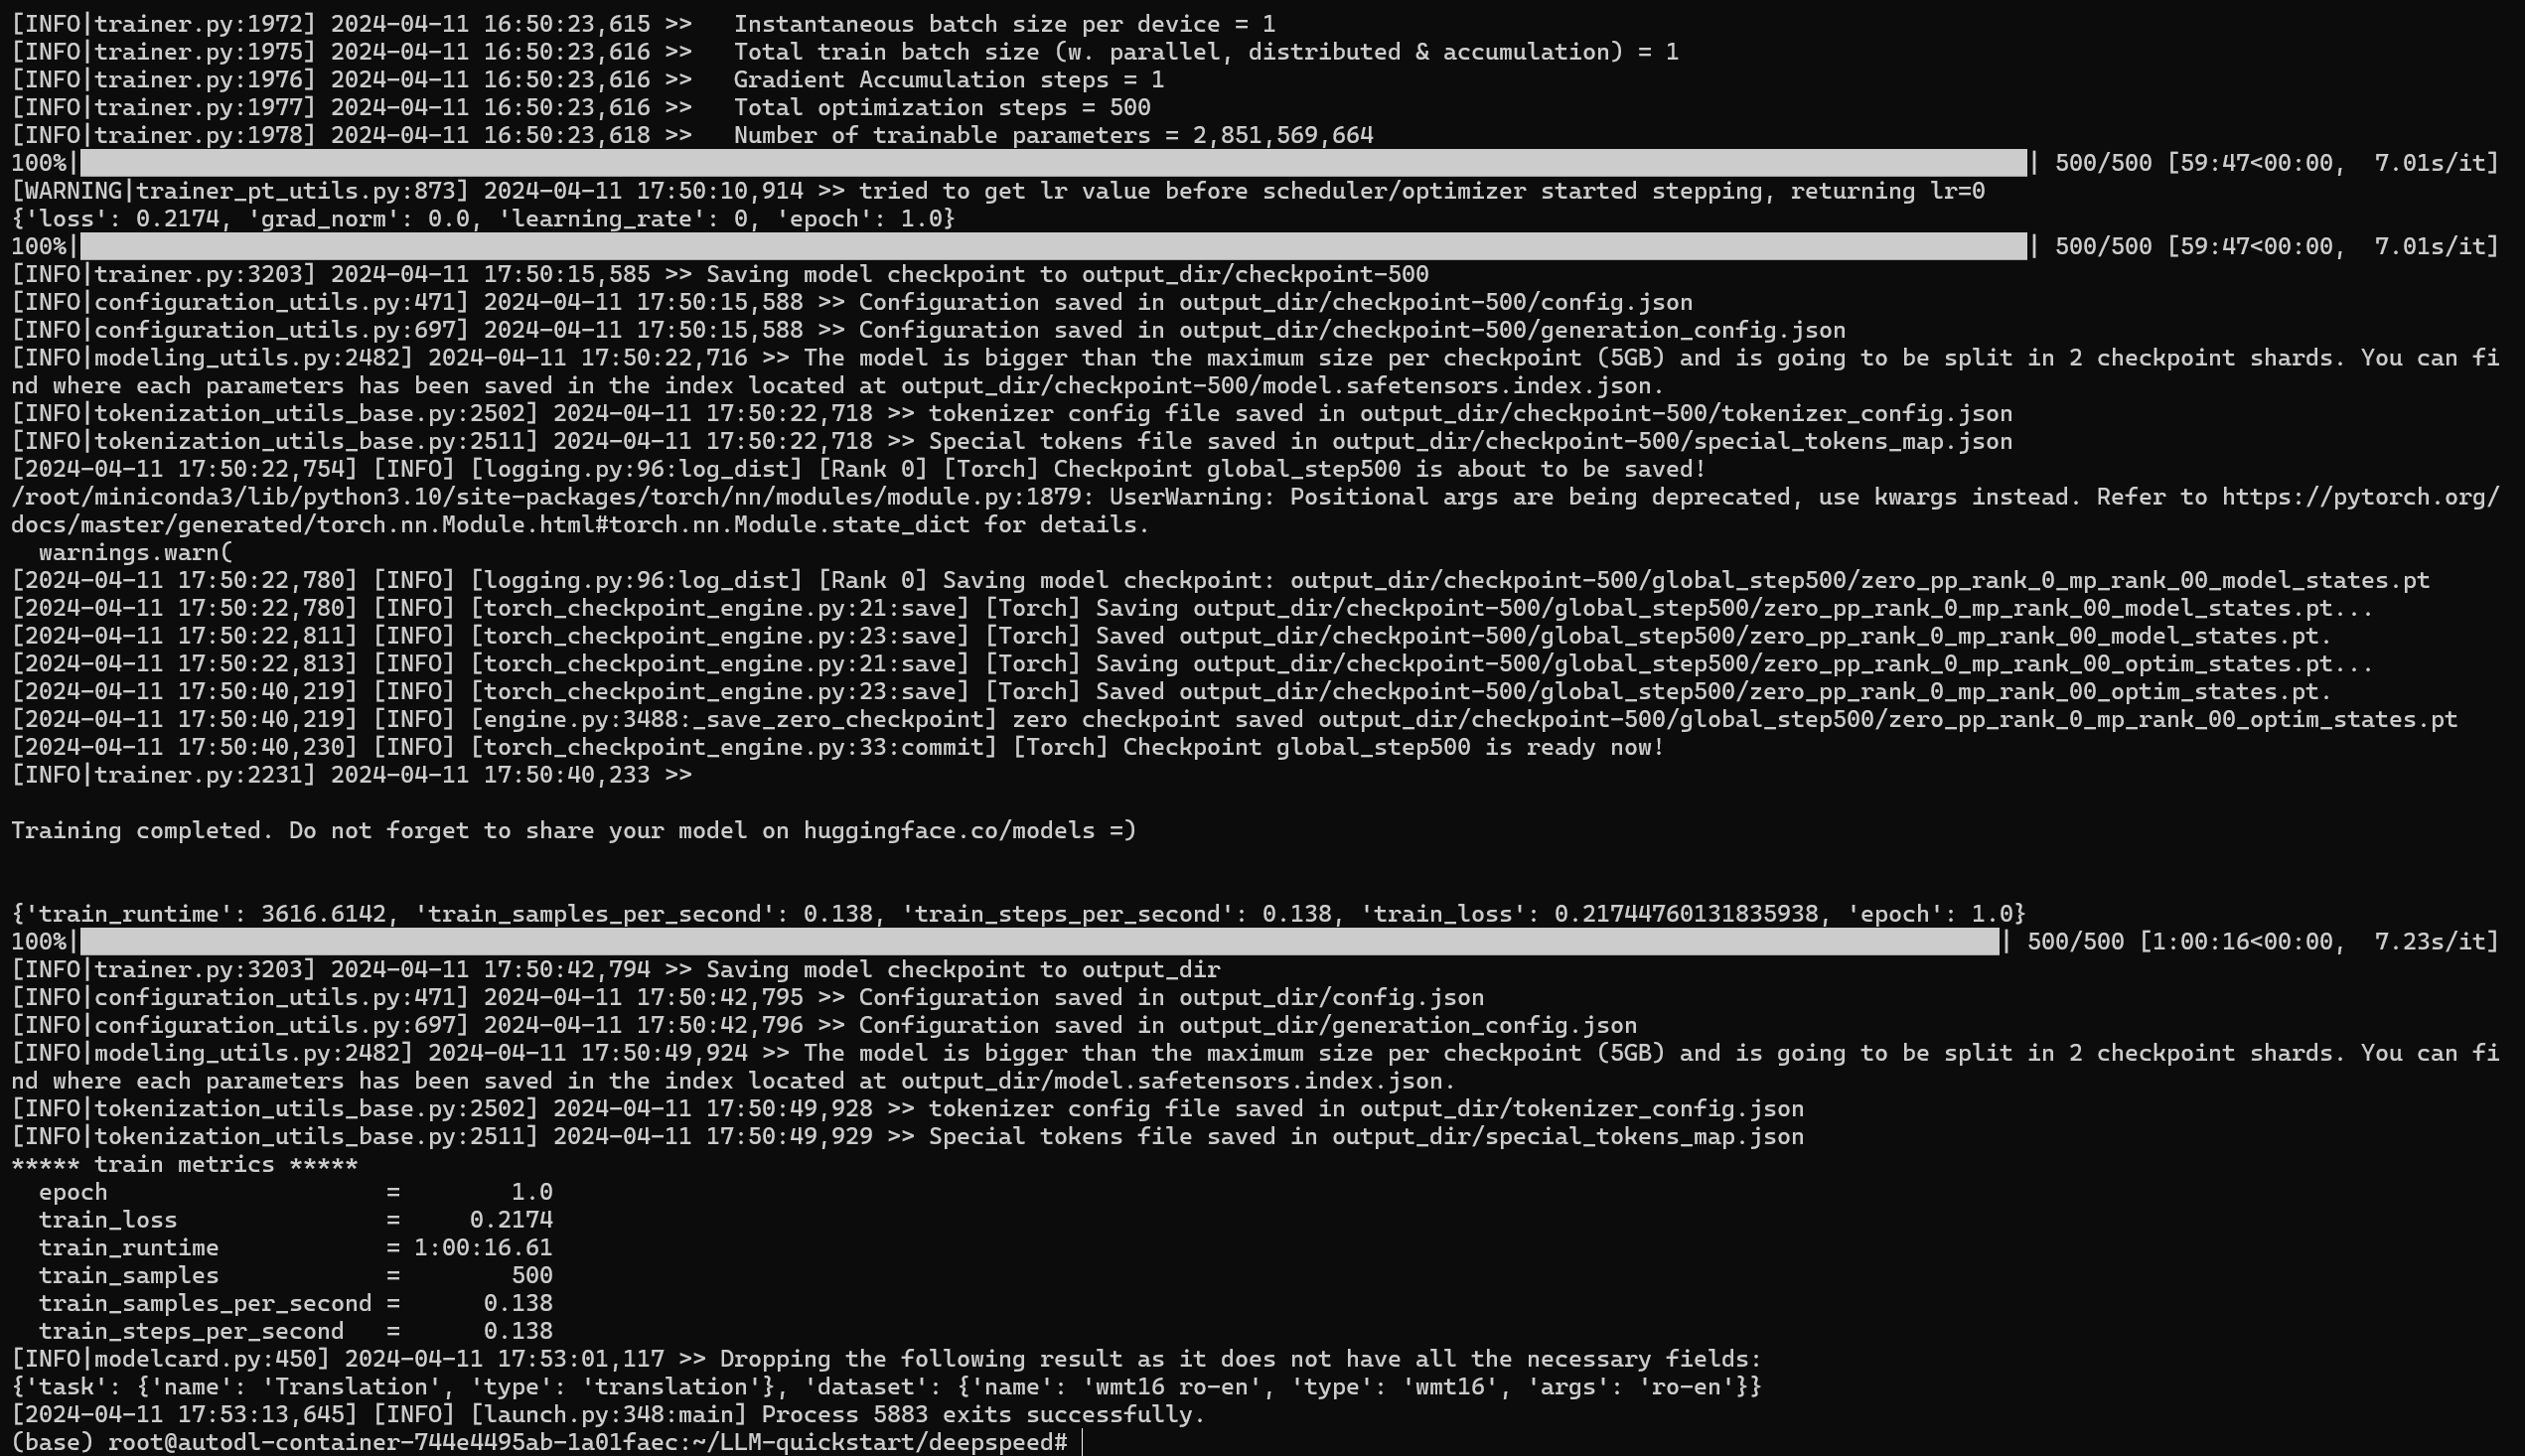 [INFO|trainer.py:1972] 2024-04-11 16:50:23,615 >>   Instantaneous batch size per device = 1
[INFO|trainer.py:1975] 2024-04-11 16:50:23,616 >>   Total train batch size (w. parallel, distributed & accumulation) = 1
[INFO|trainer.py:1976] 2024-04-11 16:50:23,616 >>   Gradient Accumulation steps = 1
[INFO|trainer.py:1977] 2024-04-11 16:50:23,616 >>   Total optimization steps = 500
[INFO|trainer.py:1978] 2024-04-11 16:50:23,618 >>   Number of trainable parameters = 2,851,569,664
100%| | 500/500 [59:47<00:00,  7.01s/it]
[WARNING|trainer_pt_utils.py:873] 2024-04-11 17:50:10,914 >> tried to get lr value before scheduler/optimizer started stepping, returning lr=0
{'loss': 0.2174, 'grad_norm': 0.0, 'learning_rate': 0, 'epoch': 1.0}
100%| | 500/500 [59:47<00:00,  7.01s/it]
[INFO|trainer.py:3203] 2024-04-11 17:50:15,585 >> Saving model checkpoint to output_dir/checkpoint-500
[INFO|configuration_utils.py:471] 2024-04-11 17:50:15,588 >> Configuration saved in output_dir/checkpoint-500/config.json
[INFO|configuration_utils.py:697] 2024-04-11 17:50:15,588 >> Configuration saved in output_dir/checkpoint-500/generation_config.json
[INFO|modeling_utils.py:2482] 2024-04-11 17:50:22,716 >> The model is bigger than the maximum size per checkpoint (5GB) and is going to be split in 2 checkpoint shards. You can fi
nd where each parameters has been saved in the index located at output_dir/checkpoint-500/model.safetensors.index.json.
[INFO|tokenization_utils_base.py:2502] 2024-04-11 17:50:22,718 >> tokenizer config file saved in output_dir/checkpoint-500/tokenizer_config.json
[INFO|tokenization_utils_base.py:2511] 2024-04-11 17:50:22,718 >> Special tokens file saved in output_dir/checkpoint-500/special_tokens_map.json
[2024-04-11 17:50:22,754] [INFO] [logging.py:96:log_dist] [Rank 0] [Torch] Checkpoint global_step500 is about to be saved!
/root/miniconda3/lib/python3.10/site-packages/torch/nn/modules/module.py:1879: UserWarning: Positional args are being deprecated, use kwargs instead. Refer to https://pytorch.org/
docs/master/generated/torch.nn.Module.html#torch.nn.Module.state_dict for details.
  warnings.warn(
[2024-04-11 17:50:22,780] [INFO] [logging.py:96:log_dist] [Rank 0] Saving model checkpoint: output_dir/checkpoint-500/global_step500/zero_pp_rank_0_mp_rank_00_model_states.pt
[2024-04-11 17:50:22,780] [INFO] [torch_checkpoint_engine.py:21:save] [Torch] Saving output_dir/checkpoint-500/global_step500/zero_pp_rank_0_mp_rank_00_model_states.pt...
[2024-04-11 17:50:22,811] [INFO] [torch_checkpoint_engine.py:23:save] [Torch] Saved output_dir/checkpoint-500/global_step500/zero_pp_rank_0_mp_rank_00_model_states.pt.
[2024-04-11 17:50:22,813] [INFO] [torch_checkpoint_engine.py:21:save] [Torch] Saving output_dir/checkpoint-500/global_step500/zero_pp_rank_0_mp_rank_00_optim_states.pt...
[2024-04-11 17:50:40,219] [INFO] [torch_checkpoint_engine.py:23:save] [Torch] Saved output_dir/checkpoint-500/global_step500/zero_pp_rank_0_mp_rank_00_optim_states.pt.
[2024-04-11 17:50:40,219] [INFO] [engine.py:3488:_save_zero_checkpoint] zero checkpoint saved output_dir/checkpoint-500/global_step500/zero_pp_rank_0_mp_rank_00_optim_states.pt
[2024-04-11 17:50:40,230] [INFO] [torch_checkpoint_engine.py:33:commit] [Torch] Checkpoint global_step500 is ready now!
[INFO|trainer.py:2231] 2024-04-11 17:50:40,233 >>
Training completed. Do not forget to share your model on huggingface.co/models =)
{'train_runtime': 3616.6142, 'train_samples_per_second': 0.138, 'train_steps_per_second': 0.138, 'train_loss': 0.21744760131835938, 'epoch': 1.0}
100%| | 500/500 [1:00:16<00:00,  7.23s/it]
[INFO|trainer.py:3203] 2024-04-11 17:50:42,794 >> Saving model checkpoint to output_dir
[INFO|configuration_utils.py:471] 2024-04-11 17:50:42,795 >> Configuration saved in output_dir/config.json
[INFO|configuration_utils.py:697] 2024-04-11 17:50:42,796 >> Configuration saved in output_dir/generation_config.json
[INFO|modeling_utils.py:2482] 2024-04-11 17:50:49,924 >> The model is bigger than the maximum size per checkpoint (5GB) and is going to be split in 2 checkpoint shards. You can fi
nd where each parameters has been saved in the index located at output_dir/model.safetensors.index.json.
[INFO|tokenization_utils_base.py:2502] 2024-04-11 17:50:49,928 >> tokenizer config file saved in output_dir/tokenizer_config.json
[INFO|tokenization_utils_base.py:2511] 2024-04-11 17:50:49,929 >> Special tokens file saved in output_dir/special_tokens_map.json
***** train metrics *****
  epoch                    =        1.0
  train_loss               =     0.2174
  train_runtime            = 1:00:16.61
  train_samples            =        500
  train_samples_per_second =      0.138
  train_steps_per_second   =      0.138
[INFO|modelcard.py:450] 2024-04-11 17:53:01,117 >> Dropping the following result as it does not have all the necessary fields:
{'task': {'name': 'Translation', 'type': 'translation'}, 'dataset': {'name': 'wmt16 ro-en', 'type': 'wmt16', 'args': 'ro-en'}}
[2024-04-11 17:53:13,645] [INFO] [launch.py:348:main] Process 5883 exits successfully.
(base) root@autodl-container-744e4495ab-1a01faec:~/LLM-quickstart/deepspeed#